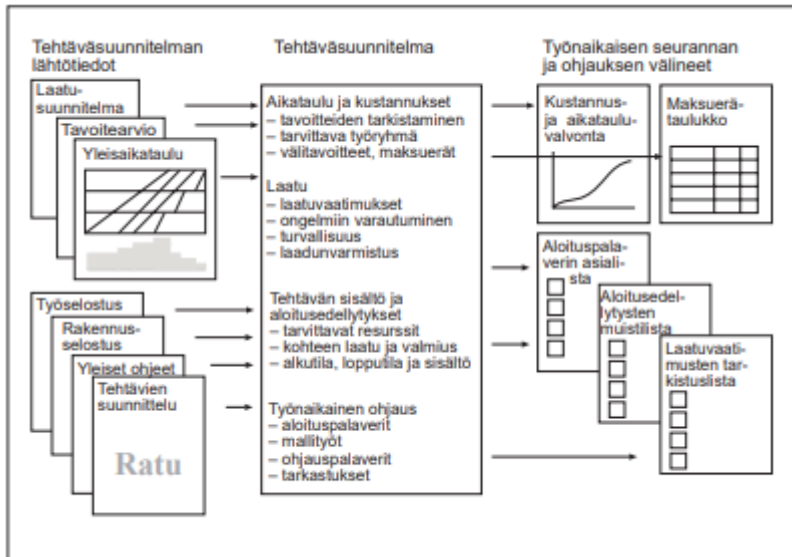 Tehtäväsuunnitelman
lähtötiedot
Laatu-
suunnitelma
Tavoitearvio
Yleisaikataulu
Työselostus
Rakennus-
selostus
Yleiset ohjeet
Tehtävien
suunnittelu
Ratu
Tehtäväsuunnitelma
Aikataulu ja kustannukset
– tavoitteiden tarkistaminen
– tarvittava työryhmä
– välitavoitteet, maksuerät
Laatu
– laatuvaatimukset
– ongelmiin varautuminen
– turvallisuus
– laadunvarmistus
Tehtävän sisältö ja
aloitusedellytykset
– tarvittavat resurssit
– kohteen laatu ja valmius
– alkutila, lopputila ja sisältö
Työnaikainen ohjaus
– aloituspalaverit
– mallityöt
– ohjauspalaverit
– tarkastukset
Työnaikaisen seurannan
ja ohjauksen välineet
Kustannus-
ja aikataulu-
valvonta
Maksuerä-
taulukko
Aloituspala-
verin asiali-
sta
Aloitusedel-
lytysten
muistilista
Laatuvaati-
musten tar-
kistuslista